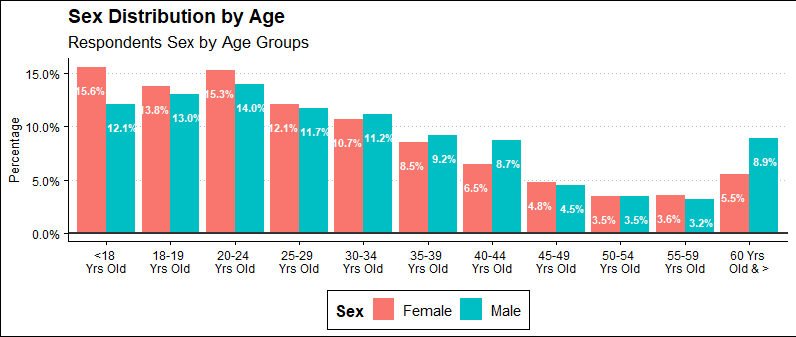 Sex Distribution by Age
Respondents Sex by Age Groups
Percentage
15.0%
10.0%
5.0%
0.0%
15.6% 12.1% 13.8% 13.0% 15.3% 14.0% 12.1% 11.7% 10.7% 11.2% 8.5% 9.2% 6.5% 8.7% 4.8% 4.5% 3.5% 3.5% 3.6% 3.2% 5.5% 8.9%
<18 18-19 20-24 25-29 30-34 35-39 40-44 45-49 50-54 55-59 60 Yrs
Yrs Old Yrs Old Yrs Old Yrs Old Yrs Old Yrs Old Yrs Old Yrs Old Yrs Old Yrs Old Old & >
Sex Female Male